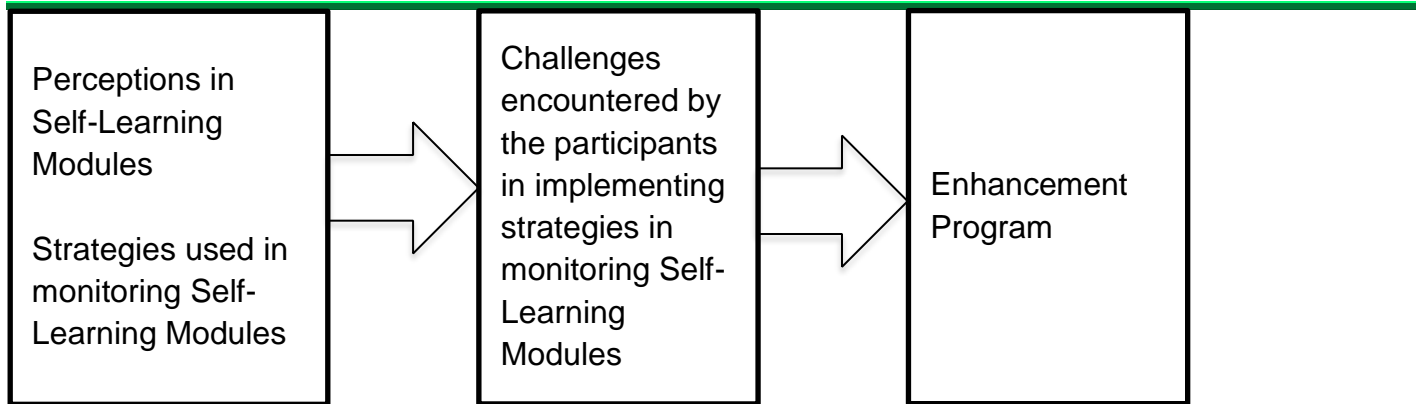 Perceptions in
Self-Learning
Modules
Strategies used in
monitoring Self-
Learning Modules
Challenges
encountered by
the participants
in implementing
strategies in
monitoring Self-
Learning
Modules
Enhancement
Program